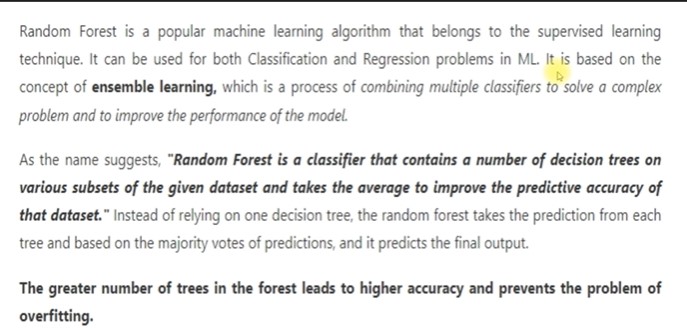 Random Forest is a popular machine learning algorithm that belongs to the supervised learning
technique. It can be used for both Classification and Regression problems in ML. It is based on the
concept of ensemble learning, which is a process of combining multiple classifiers to solve a complex
problem and to improve the performance of the model.
As the name suggests, "Random Forest is a classifier that contains a number of decision trees on
various subsets of the given dataset and takes the average to improve the predictive accuracy of
that dataset." Instead of relying on one decision tree, the random forest takes the prediction from each
tree and based on the majority votes of predictions, and it predicts the final output.
The greater number of trees in the forest leads to higher accuracy and prevents the problem of
overfitting.